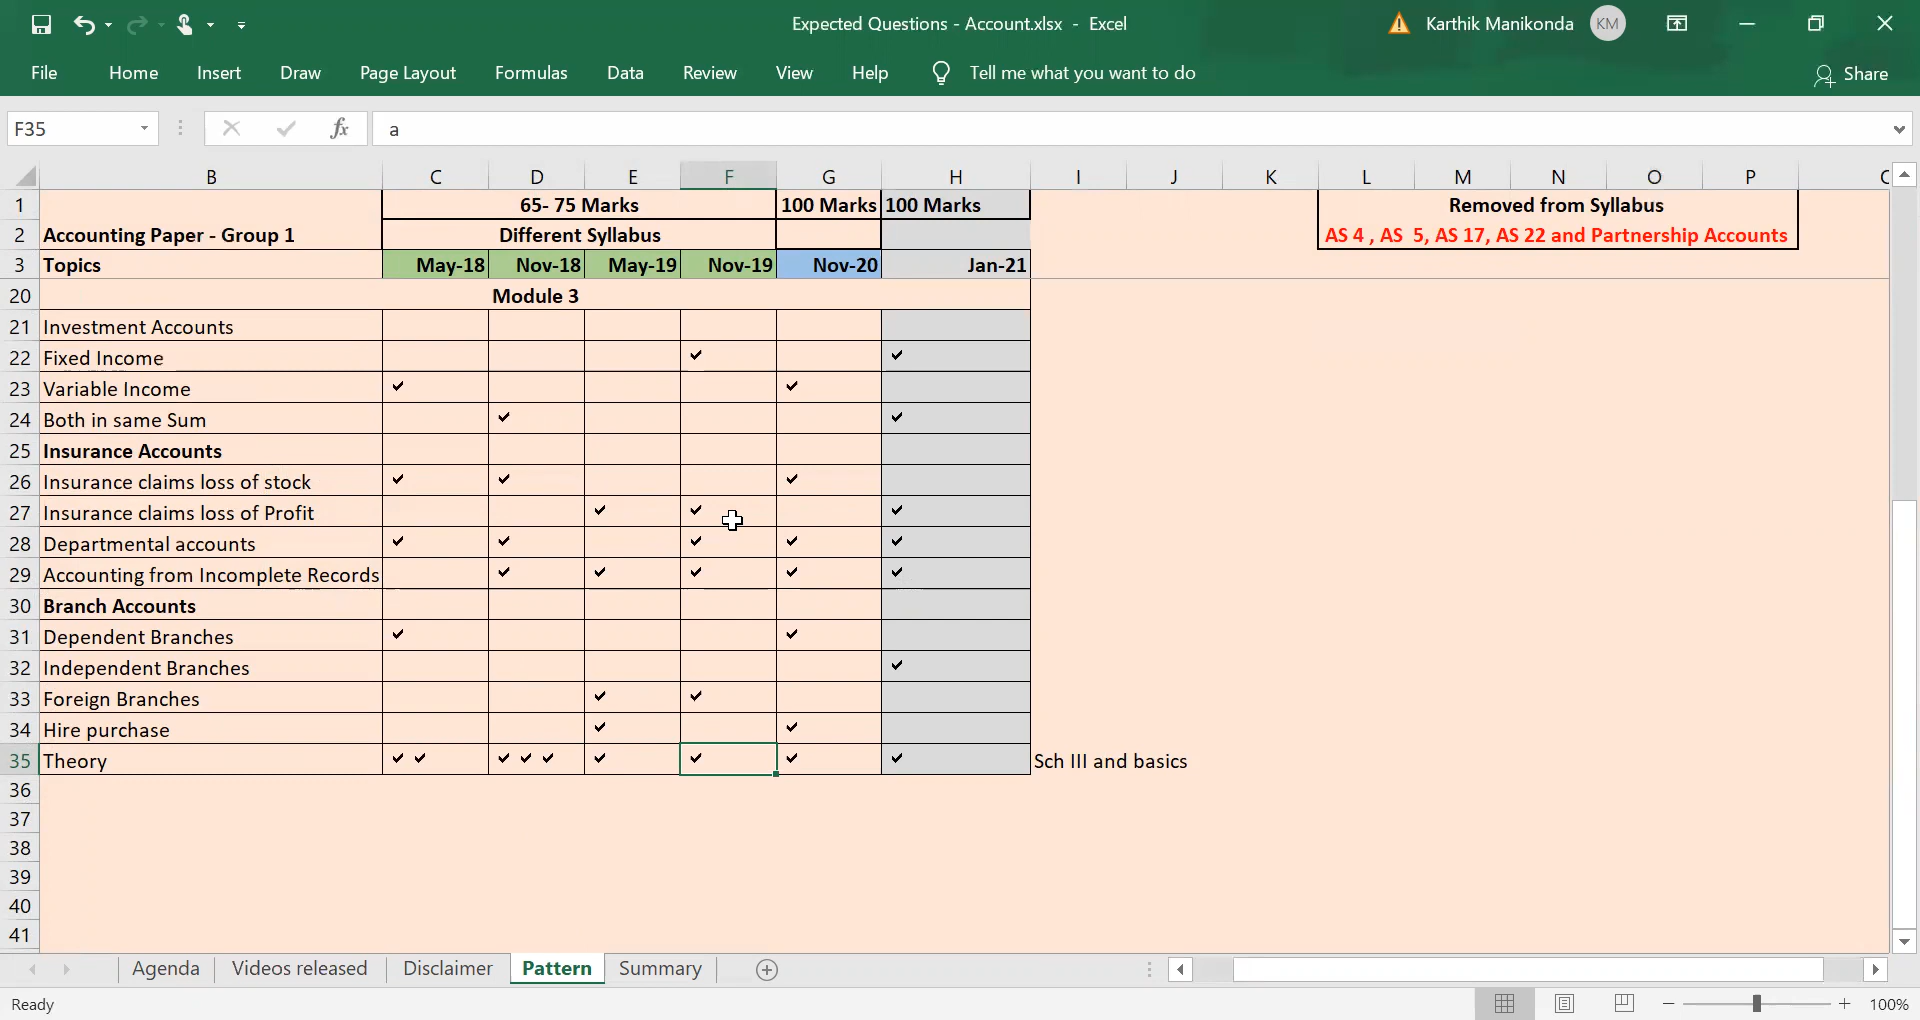 Expected Questions - Account.xlsx - Excel
Karthik Manikonda KM
File Home Insert Draw Page Layout Formulas Data Review View Help Tell me what you want to do Share
F35 fx a
B C D E F G H I J K L M N O P
1 65- 75 Marks 100 Marks 100 Marks Removed from Syllabus
2 Accounting Paper - Group 1 Different Syllabus AS 4 , AS 5, AS 17, AS 22 and Partnership Accounts
3 Topics May-18 Nov-18 May-19 Nov-19 Nov-20 Jan-21
20 Module 3
21 Investment Accounts
22 Fixed Income ✓ ✓
23 Variable Income ✓ ✓
24 Both in same Sum ✓ ✓
25 Insurance Accounts
26 Insurance claims loss of stock ✓ ✓ ✓
27 Insurance claims loss of Profit ✓ ✓ ✓
28 Departmental accounts ✓ ✓ ✓ ✓ ✓
29 Accounting from Incomplete Records ✓ ✓ ✓ ✓ ✓
30 Branch Accounts
31 Dependent Branches ✓ ✓
32 Independent Branches ✓
33 Foreign Branches ✓ ✓
34 Hire purchase ✓ ✓
35 Theory ✓ ✓ ✓ ✓ ✓ ✓ ✓ ✓ ✓ Sch III and basics
36
37
38
39
40
41
Agenda Videos released Disclaimer Pattern Summary
Ready 100%